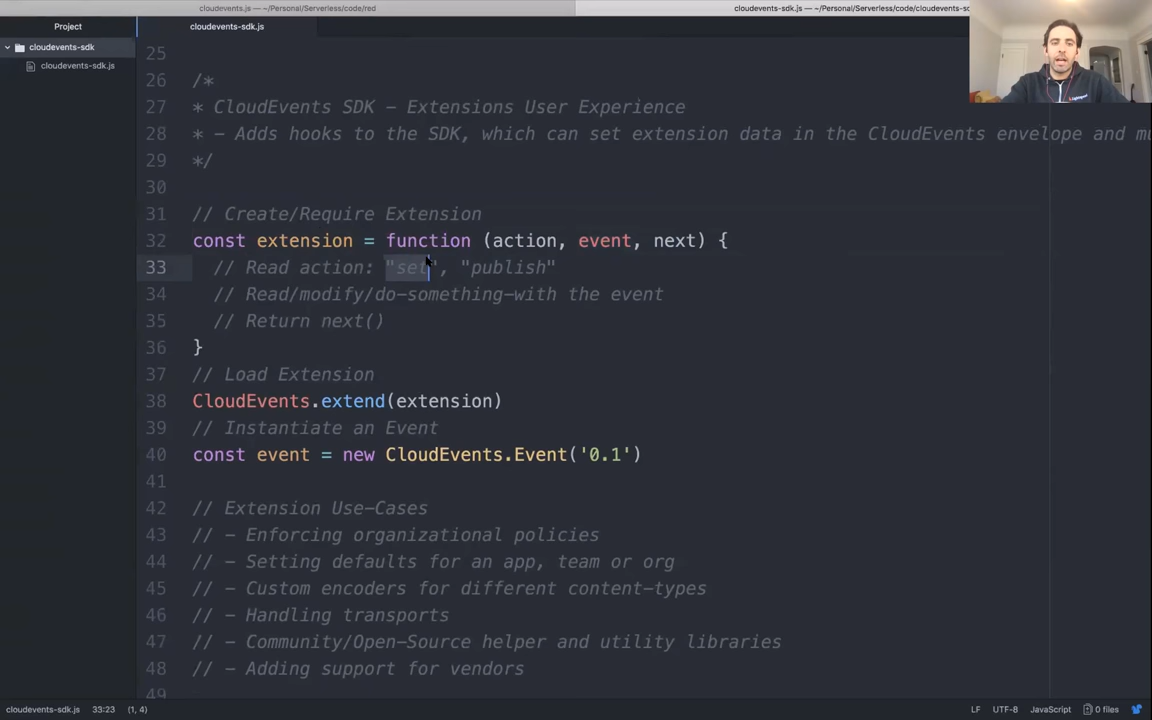 cloudevents.js — ~/Personal/Serverless/code/red
cloudevents-sdk.js — ~/Personal/Serverless/code/cloudevents-sd
Project
cloudevents-sdk.js
cloudevents-sdk
cloudevents-sdk.js
25
26 /*
27 * CloudEvents SDK - Extensions User Experience
28 * - Adds hooks to the SDK, which can set extension data in the CloudEvents envelope and mu
29 */
30
31 // Create/Require Extension
32 const extension = function (action, event, next) {
33 // Read action: "set", "publish"
34 // Read/modify/do-something-with the event
35 // Return next()
36 }
37 // Load Extension
38 CloudEvents.extend(extension)
39 // Instantiate an Event
40 const event = new CloudEvents.Event('0.1')
41
42 // Extension Use-Cases
43 // - Enforcing organizational policies
44 // - Setting defaults for an app, team or org
45 // - Custom encoders for different content-types
46 // - Handling transports
47 // - Community/Open-Source helper and utility libraries
48 // - Adding support for vendors
49
cloudevents-sdk.js 33:23 (1, 4)
LF UTF-8 JavaScript 0 files